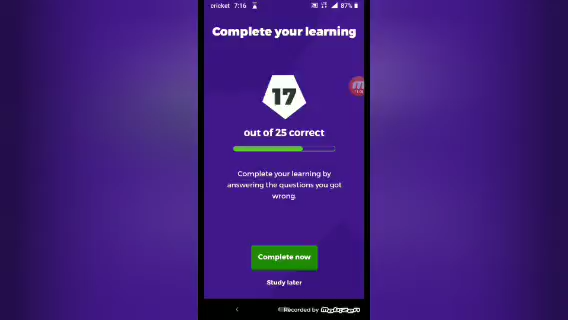 cricket 7:16 87%
Complete your learning
17
out of 25 correct
Complete your learning by
answering the questions you got
wrong.
Complete now
Study later
Recorded by mobizen